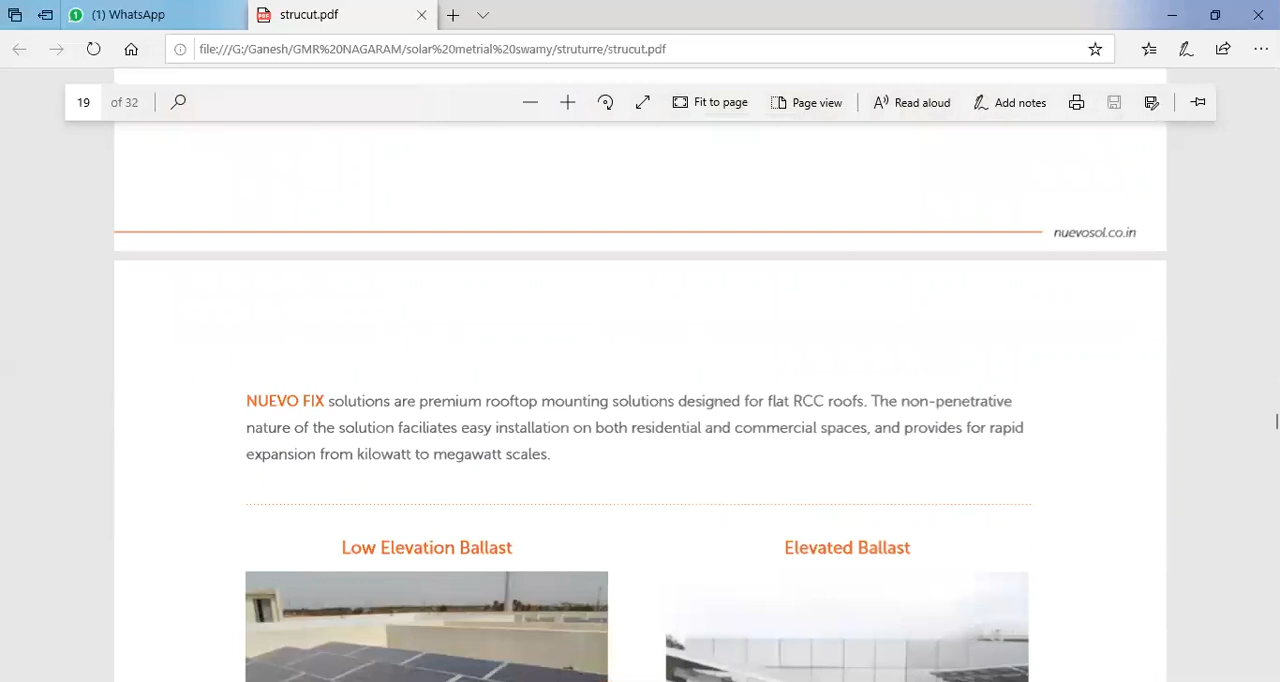 (1) WhatsApp
strucut.pdf
file:///G:/Ganesh/GMR%20NAGARAM/solar%20metrial%20swamy/struturre/strucut.pdf
19 of 32
Fit to page
Page view
Read aloud
Add notes
nuevosol.co.in
NUEVO FIX solutions are premium rooftop mounting solutions designed for flat RCC roofs. The non-penetrative
nature of the solution faciliates easy installation on both residential and commercial spaces, and provides for rapid
expansion from kilowatt to megawatt scales.
Low Elevation Ballast
Elevated Ballast